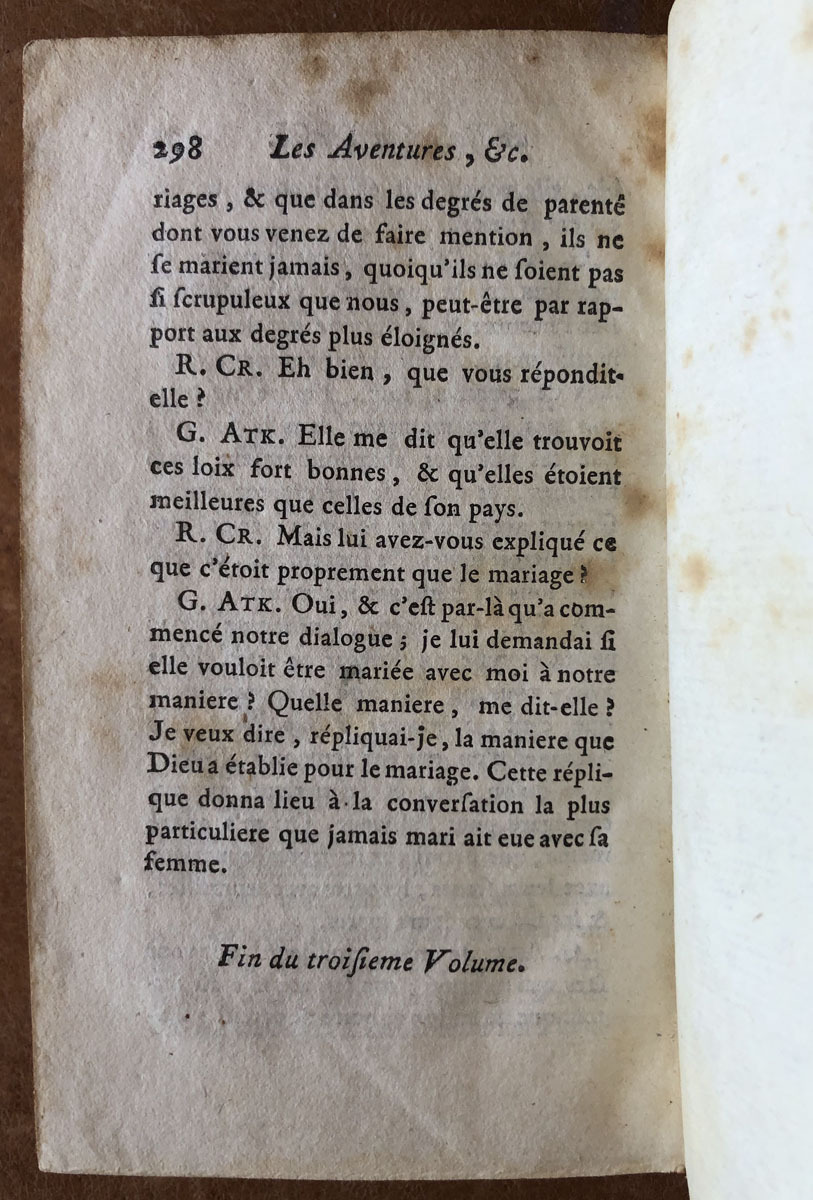 298 Les Aventures, &c.
riages, & que dans les degrés de parenté
dont vous venez de faire mention, ils ne
ſe marient jamais, quoiqu'ils ne ſoient pas
ſi ſcrupuleux que nous, peut-être par rap-
port aux degrés plus éloignés.
R. CR. Eh bien, que vous répondit-
elle ?
G. ATK. Elle me dit qu'elle trouvoit
ces loix fort bonnes, & qu'elles étoient
meilleures que celles de ſon pays.
R. CR. Mais lui avez-vous expliqué ce
que c'étoit proprement que le mariage ?
G. ATK. Oui, & c'eſt par-là qu'a com-
mencé notre dialogue ; je lui demandai ſi
elle vouloit être mariée avec moi à notre
maniere ? Quelle maniere, me dit-elle ?
Je veux dire, répliquai-je, la maniere que
Dieu a établie pour le mariage. Cette répli-
que donna lieu à la converſation la plus
particuliere que jamais mari ait eue avec ſa
femme.
Fin du troiſieme Volume.